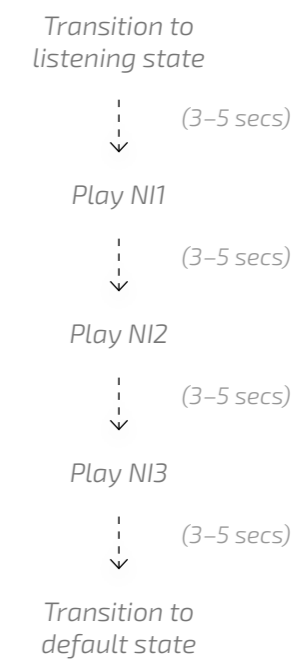 Transition to
listening state
(3–5 secs)
Play NI1
(3–5 secs)
Play NI2
(3–5 secs)
Play NI3
(3–5 secs)
Transition to
default state